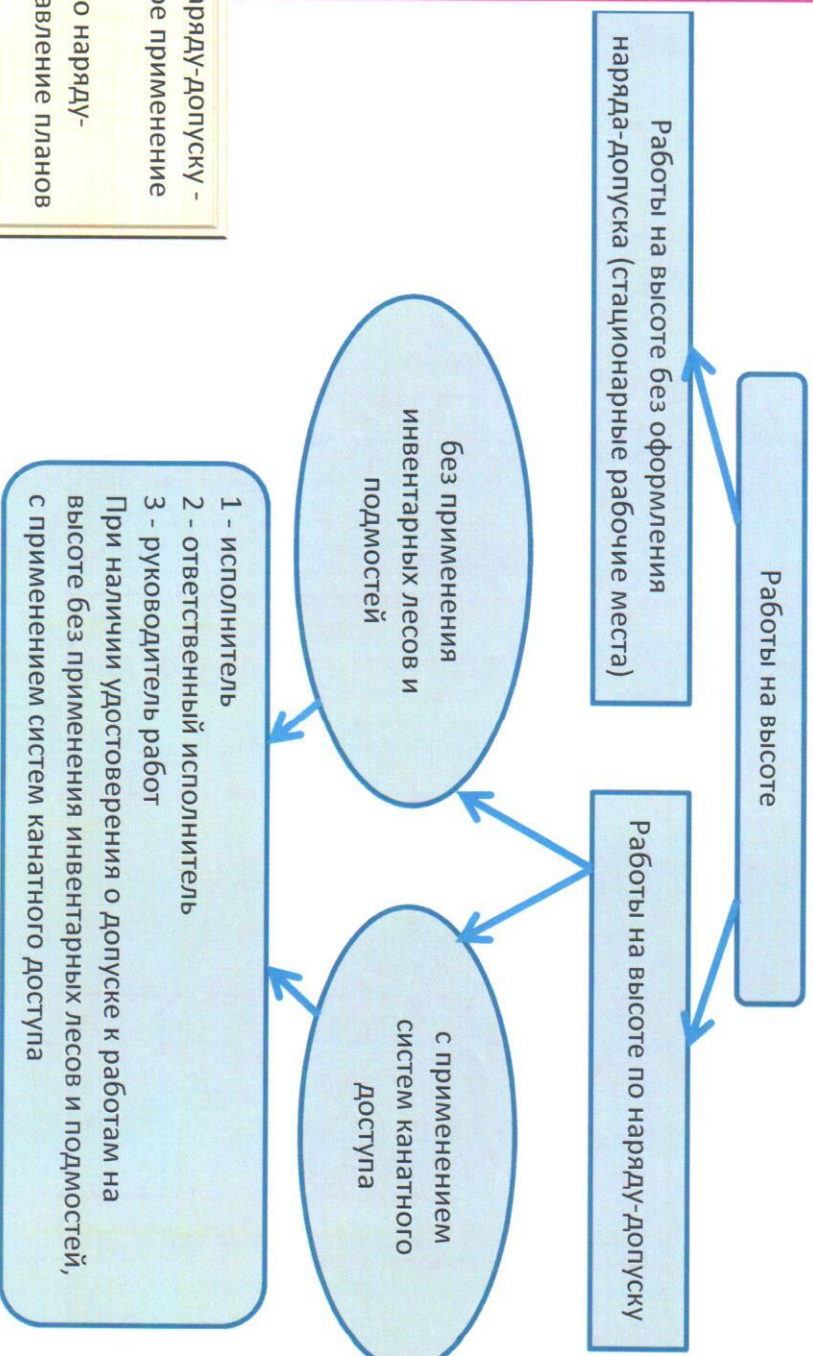 Работы на высоте
Работы на высоте без оформления
наряда-допуска (стационарные рабочие места)
Работы на высоте по наряду-допуску
без применения
инвентарных лесов и
подмостей
с применением
систем канатного
доступа
1 - исполнитель
2 - ответственный исполнитель
3 - руководитель работ
При наличии удостоверения о допуске к работам на
высоте без применения инвентарных лесов и подмостей,
с применением систем канатного доступа
наряду-допуску -
применение
наряду-
планов